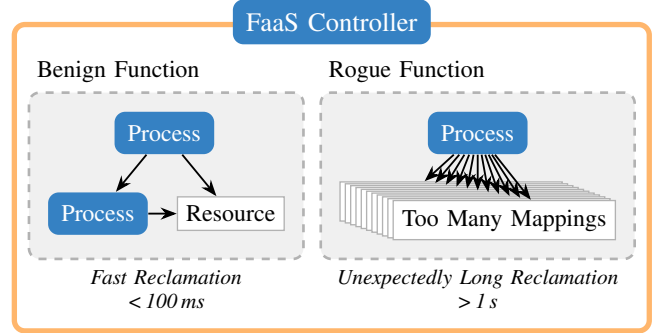 FaaS Controller
Benign Function
Process
Process
Resource
Fast Reclamation
< 100 ms
Rogue Function
Process
Too Many Mappings
Unexpectedly Long Reclamation
> 1 s